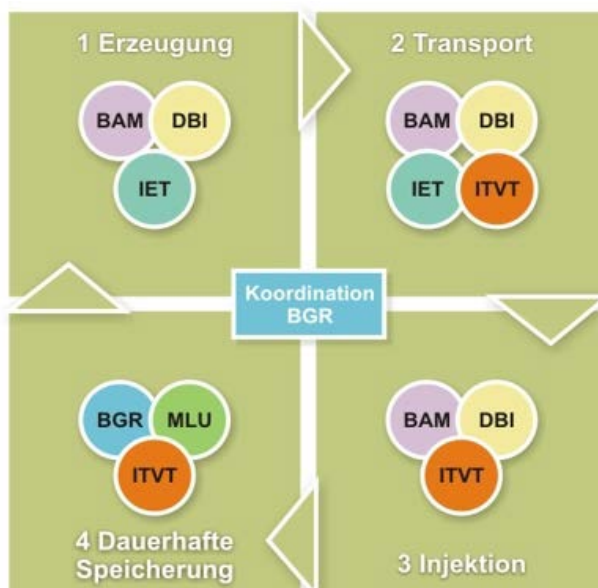 1 Erzeugung
BAM
DBI
IET
2 Transport
BAM
DBI
IET
ITVT
Koordination
BGR
BGR
MLU
ITVT
4 Dauerhafte
Speicherung
BAM
DBI
ITVT
3 Injektion